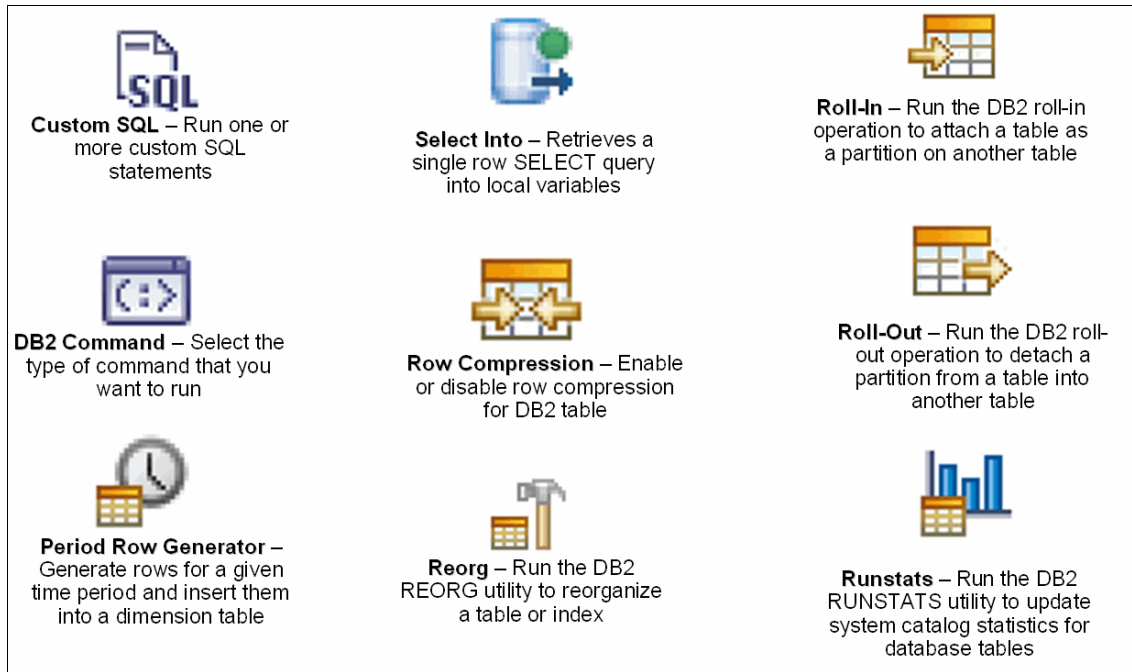 SQL
Custom SQL – Run one or
more custom SQL
statements
Select Into – Retrieves a
single row SELECT query
into local variables
Roll-In – Run the DB2 roll-in
operation to attach a table as
a partition on another table
DB2 Command – Select the
type of command that you
want to run
Row Compression – Enable
or disable row compression
for DB2 table
Roll-Out – Run the DB2 roll-
out operation to detach a
partition from a table into
another table
Period Row Generator –
Generate rows for a given
time period and insert them
into a dimension table
Reorg – Run the DB2
REORG utility to reorganize
a table or index
Runstats – Run the DB2
RUNSTATS utility to update
system catalog statistics for
database tables